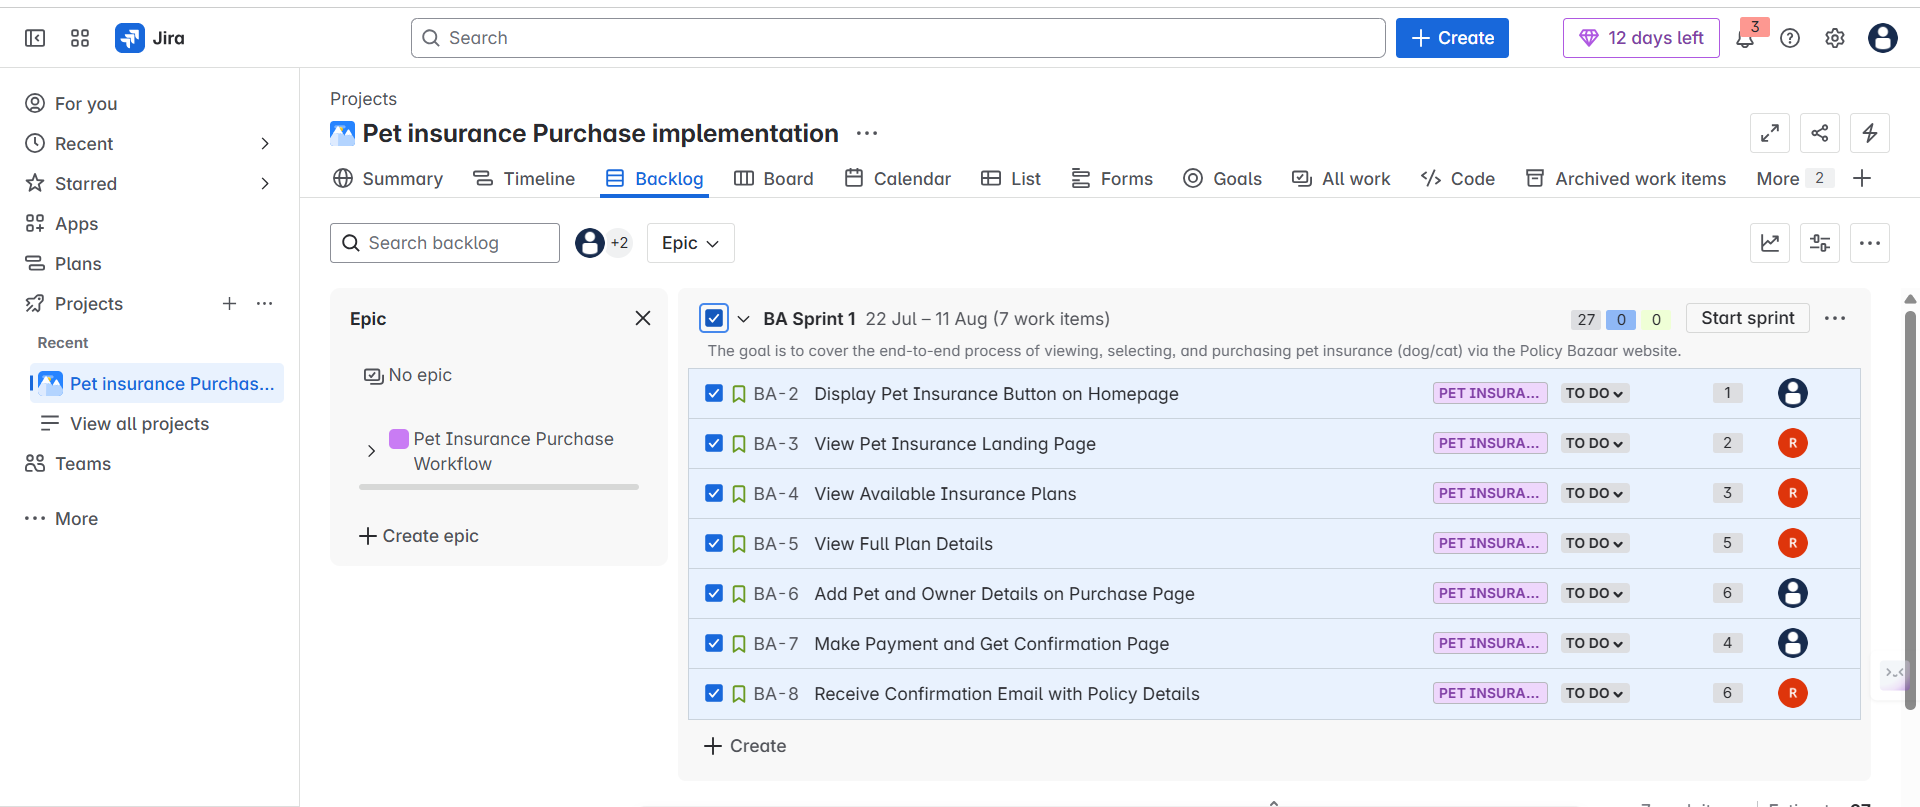 Jira
Search
Create
12 days left
3
For you
Recent
Starred
Apps
Plans
Projects
Recent
Pet insurance Purchas...
View all projects
Teams
More
Projects
Pet insurance Purchase implementation
Summary Timeline Backlog Board Calendar List Forms Goals All work Code Archived work items More 2
Search backlog
+2
Epic
Epic
No epic
Pet Insurance Purchase
Workflow
Create epic
BA Sprint 1 22 Jul – 11 Aug (7 work items) 27 0 0 Start sprint
The goal is to cover the end-to-end process of viewing, selecting, and purchasing pet insurance (dog/cat) via the Policy Bazaar website.
BA-2 Display Pet Insurance Button on Homepage PET INSURA... TO DO 1
BA-3 View Pet Insurance Landing Page PET INSURA... TO DO 2 R
BA-4 View Available Insurance Plans PET INSURA... TO DO 3 R
BA-5 View Full Plan Details PET INSURA... TO DO 5 R
BA-6 Add Pet and Owner Details on Purchase Page PET INSURA... TO DO 6
BA-7 Make Payment and Get Confirmation Page PET INSURA... TO DO 4
BA-8 Receive Confirmation Email with Policy Details PET INSURA... TO DO 6 R
Create